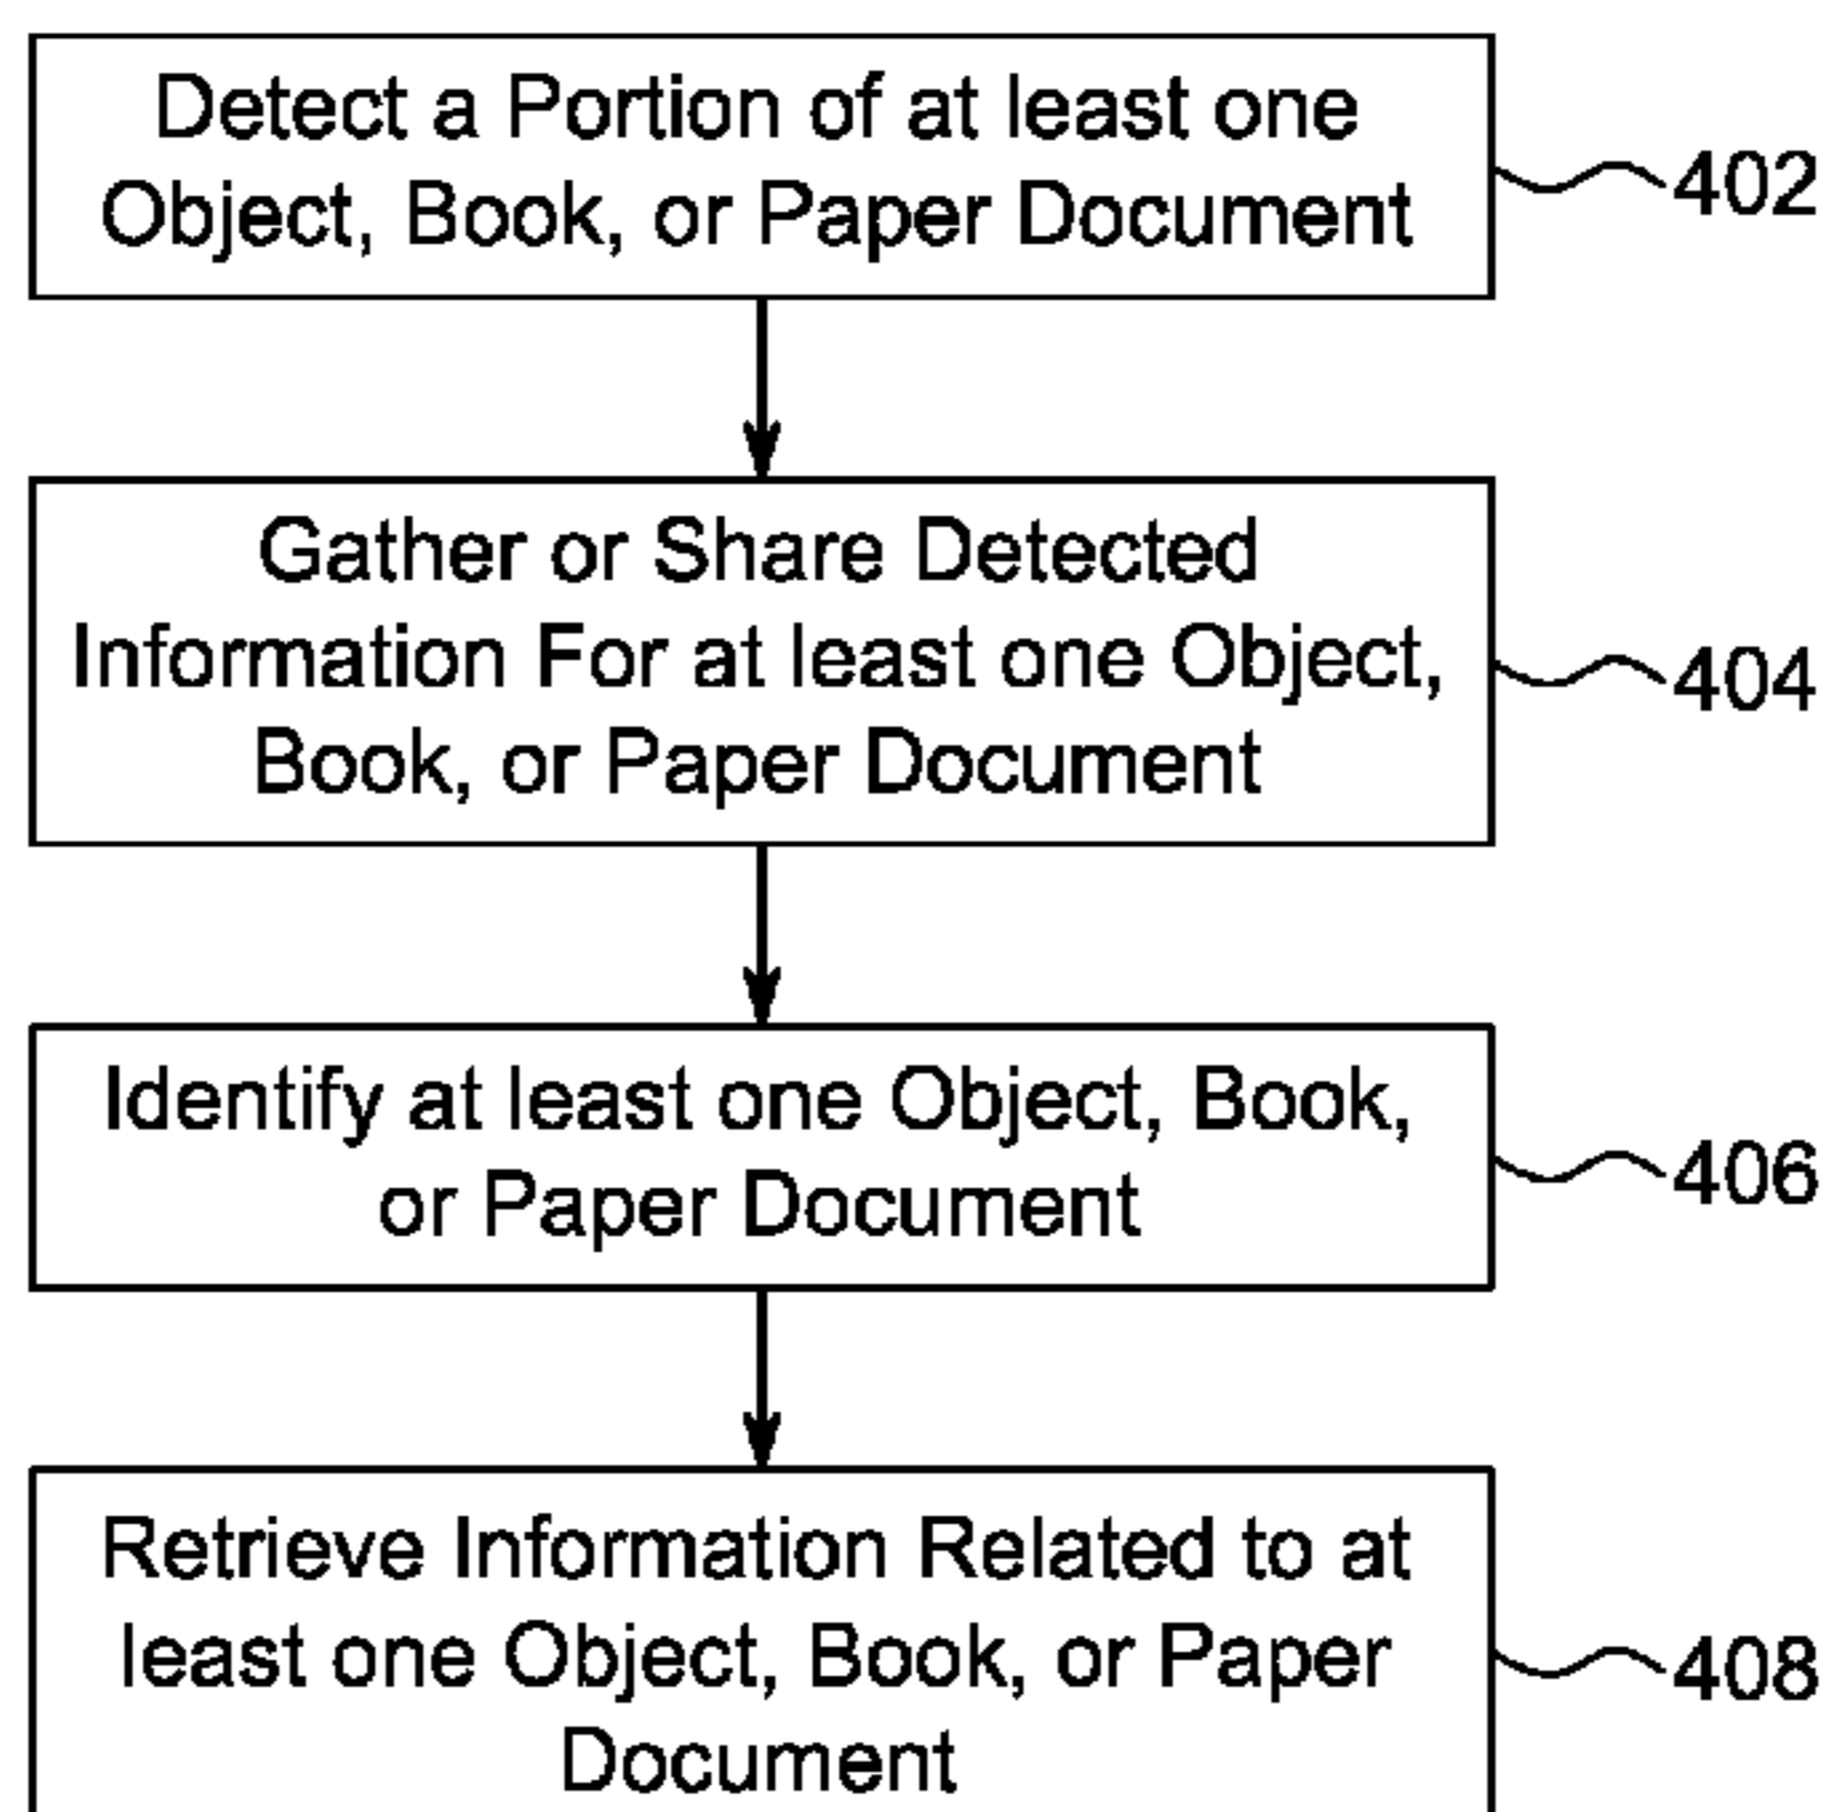 Detect a Portion of at least one
Object, Book, or Paper Document
402
Gather or Share Detected
Information For at least one Object,
Book, or Paper Document
404
Identify at least one Object, Book,
or Paper Document
406
Retrieve Information Related to at
least one Object, Book, or Paper
Document
408